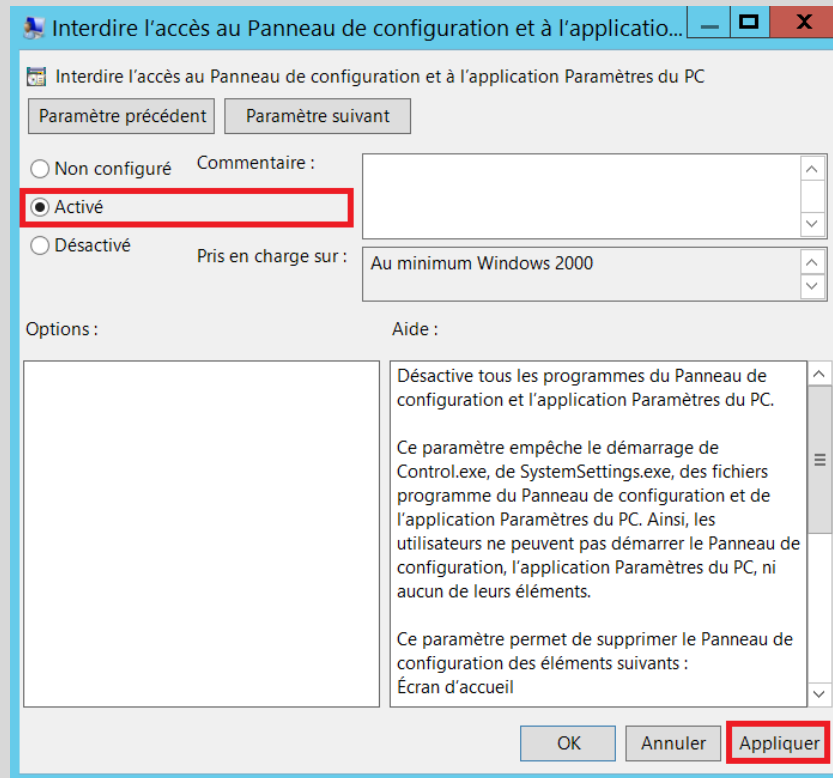 Interdire l'accès au Panneau de configuration et à l'applicatio...
Interdire l'accès au Panneau de configuration et à l'application Paramètres du PC
Paramètre précédent
Paramètre suivant
Non configuré
Commentaire :
Activé
Désactivé
Pris en charge sur :
Au minimum Windows 2000
Options :
Aide :
Désactive tous les programmes du Panneau de
configuration et l'application Paramètres du PC.
Ce paramètre empêche le démarrage de
Control.exe, de SystemSettings.exe, des fichiers
programme du Panneau de configuration et de
l'application Paramètres du PC. Ainsi, les
utilisateurs ne peuvent pas démarrer le Panneau de
configuration, l'application Paramètres du PC, ni
aucun de leurs éléments.
Ce paramètre permet de supprimer le Panneau de
configuration des éléments suivants :
Écran d'accueil
OK
Annuler
Appliquer